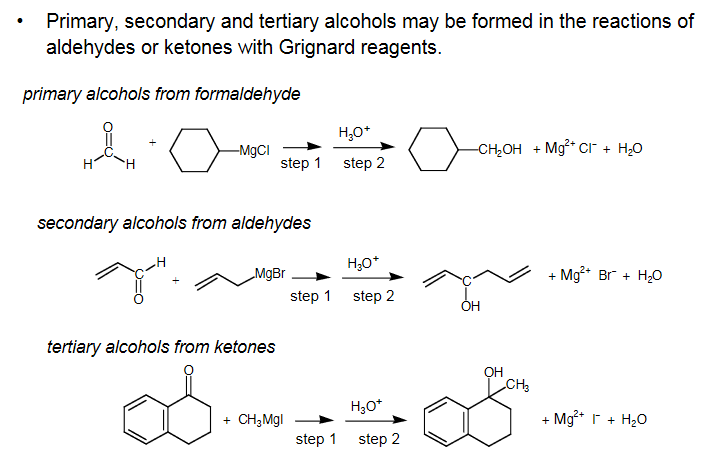 • Primary, secondary and tertiary alcohols may be formed in the reactions of
aldehydes or ketones with Grignard reagents.
primary alcohols from formaldehyde
O
C
H H
+
MgCl
step 1
H₃O⁺
step 2
CH₂OH + Mg²⁺ Cl⁻ + H₂O
secondary alcohols from aldehydes
H
C
O
+
MgBr
step 1
H₃O⁺
step 2
C
OH
+ Mg²⁺ Br⁻ + H₂O
tertiary alcohols from ketones
O
+ CH₃MgI
step 1
H₃O⁺
step 2
OH
CH₃
+ Mg²⁺ I⁻ + H₂O